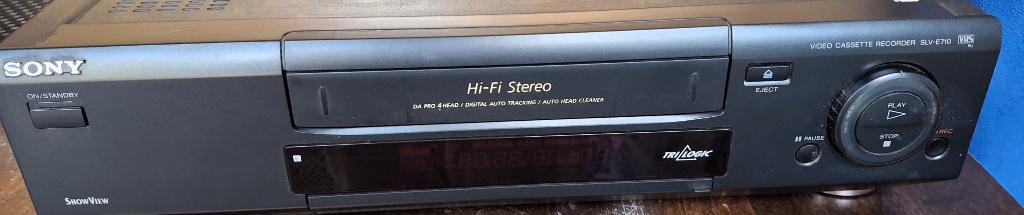 SONY
ON/STANDBY
SHOWVIEW
Hi-Fi Stereo
DA PRO 4 HEAD / DIGITAL AUTO TRACKING / AUTO HEAD CLEANER
TRILOGIC
VIDEO CASSETTE RECORDER SLV-E710 VHS
EJECT
PLAY
STOP
PAUSE
REC